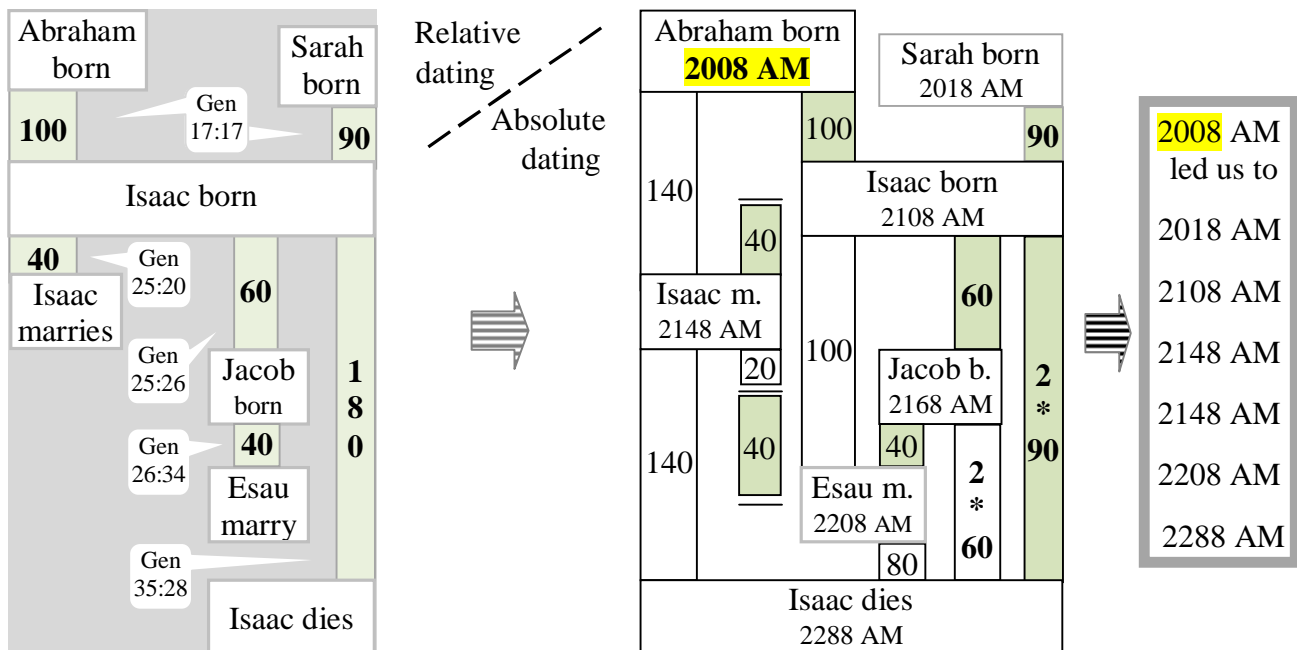 Abraham
born
Sarah
born
Gen
17:17
100
90
Isaac born
40
Gen
25:20
60
Isaac
marries
Gen
25:26
Jacob
born
1
8
0
Gen
26:34
40
Esau
marry
Gen
35:28
Isaac dies
Relative
dating
Absolute
dating
Abraham born
2008 AM
Sarah born
2018 AM
100
90
140
Isaac born
2108 AM
40
60
Isaac m.
2148 AM
100
20
Jacob b.
2168 AM
2
*
90
40
140
40
Esau m.
2208 AM
2
*
60
80
Isaac dies
2288 AM
2008 AM
led us to
2018 AM
2108 AM
2148 AM
2148 AM
2208 AM
2288 AM